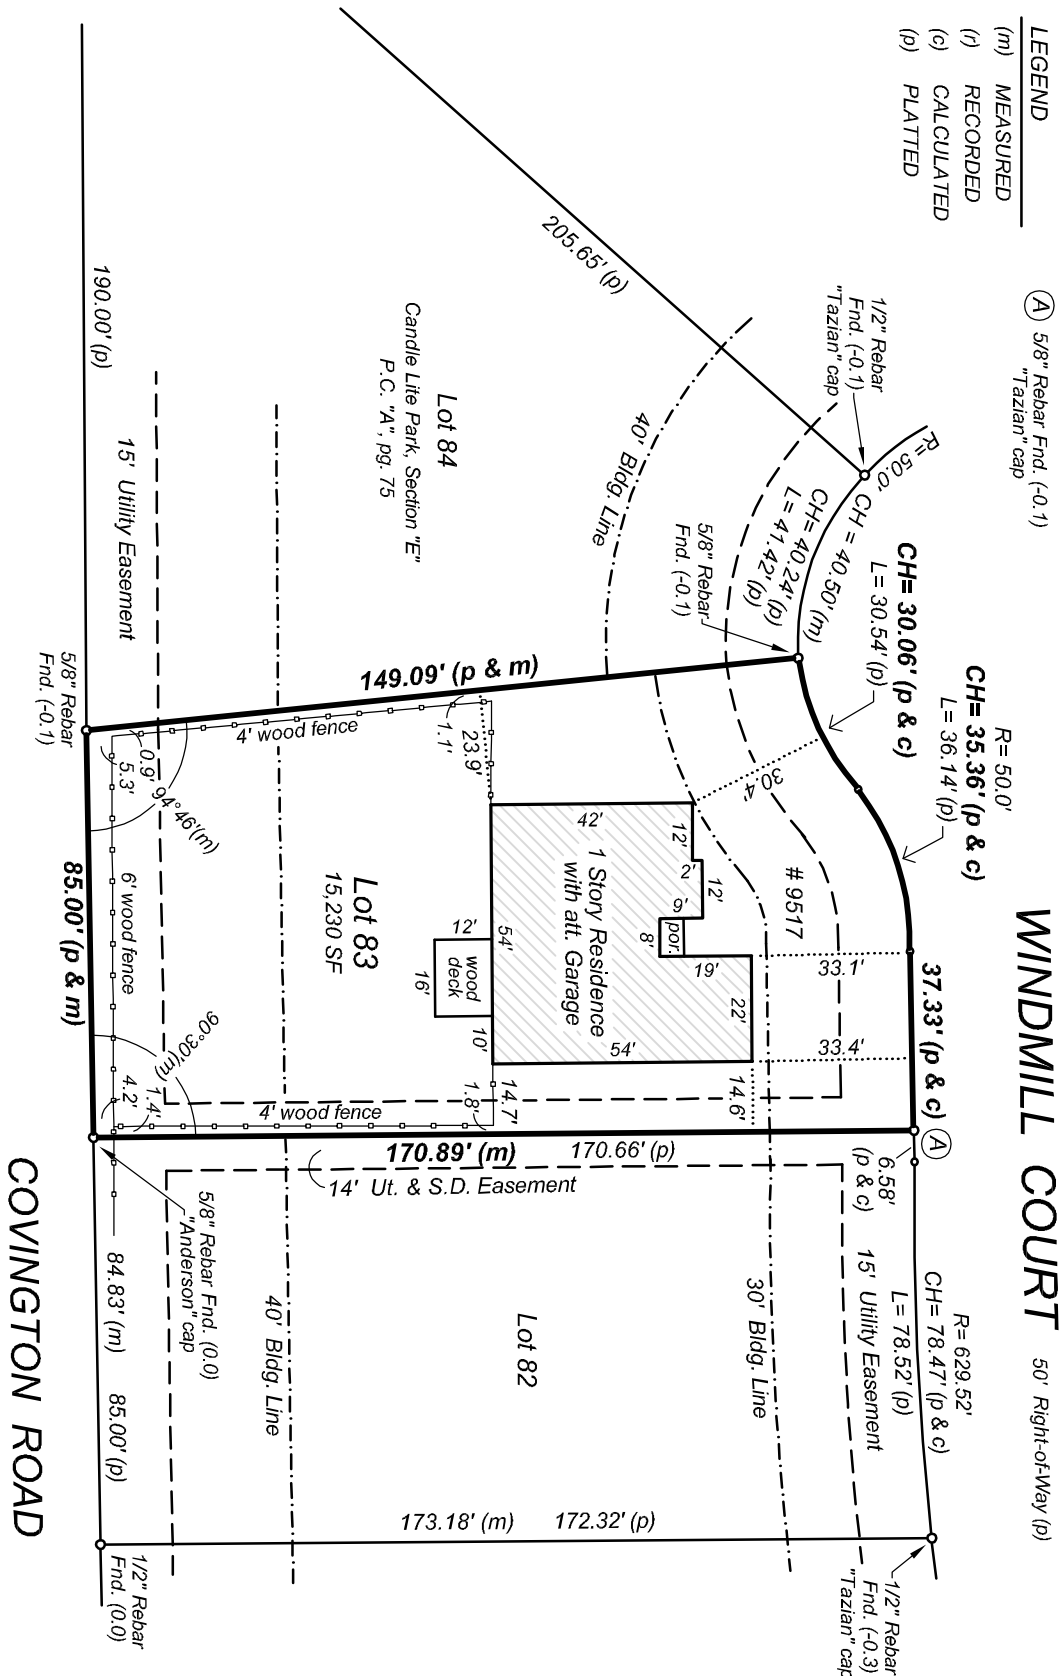 LEGEND
(m) MEASURED
(r) RECORDED
(c) CALCULATED
(p) PLATTED
A 5/8" Rebar Fnd. (-0.1)
"Tazian" cap
WINDMILL COURT 50' Right-of-Way (p)
R= 50.0'
CH= 35.36' (p & c)
L= 36.14' (p)
CH= 30.06' (p & c)
L= 30.54' (p)
37.33' (p & c)
A
6.58'
(p & c)
R= 629.52'
CH= 78.47' (p & c)
L= 78.52' (p)
1/2" Rebar
Fnd. (-0.3)
"Tazian" cap
R= 50.0'
CH = 40.50' (m)
CH= 40.24' (p)
L= 41.42' (p)
1/2" Rebar
Fnd. (-0.1)
"Tazian" cap
5/8" Rebar
Fnd. (-0.1)
205.65' (p)
40' Bldg. Line
# 9517
30.4'
33.1'
33.4'
15' Utility Easement
30' Bldg. Line
Lot 84
Candle Lite Park, Section "E"
P.C. "A", pg. 75
149.09' (p & m)
1 Story Residence
with att. Garage
42'
12'
2'
12'
9'
por.
8'
19'
22'
54'
54'
14.6'
14.7'
1.8'
10'
12'
wood
deck
16'
23.9'
1.1'
Lot 83
15,230 SF
4' wood fence
4' wood fence
170.89' (m) 170.66' (p)
14' Ut. & S.D. Easement
Lot 82
173.18' (m) 172.32' (p)
40' Bldg. Line
15' Utility Easement
0.9'
5.3'
94°46'(m)
6' wood fence
90°30'(m)
1.4'
4.2'
190.00' (p)
5/8" Rebar
Fnd. (-0.1)
85.00' (p & m)
5/8" Rebar Fnd. (0.0)
"Anderson" cap
84.83' (m) 85.00' (p)
1/2" Rebar
Fnd. (0.0)
COVINGTON ROAD